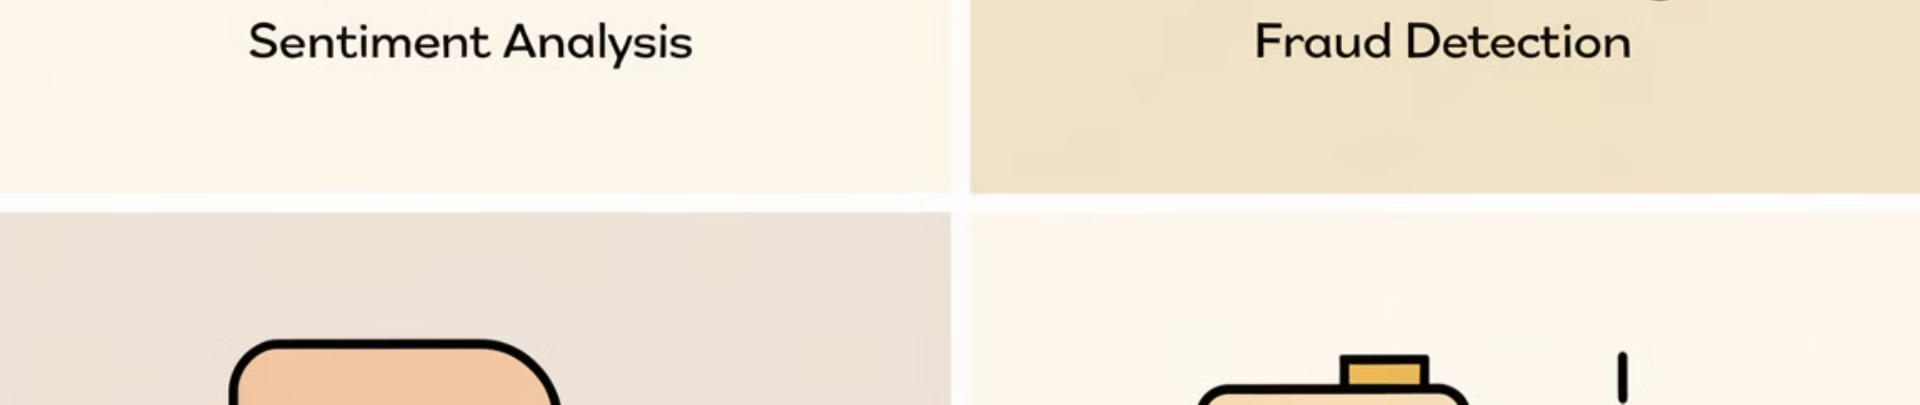 Sentiment Analysis
Fraud Detection